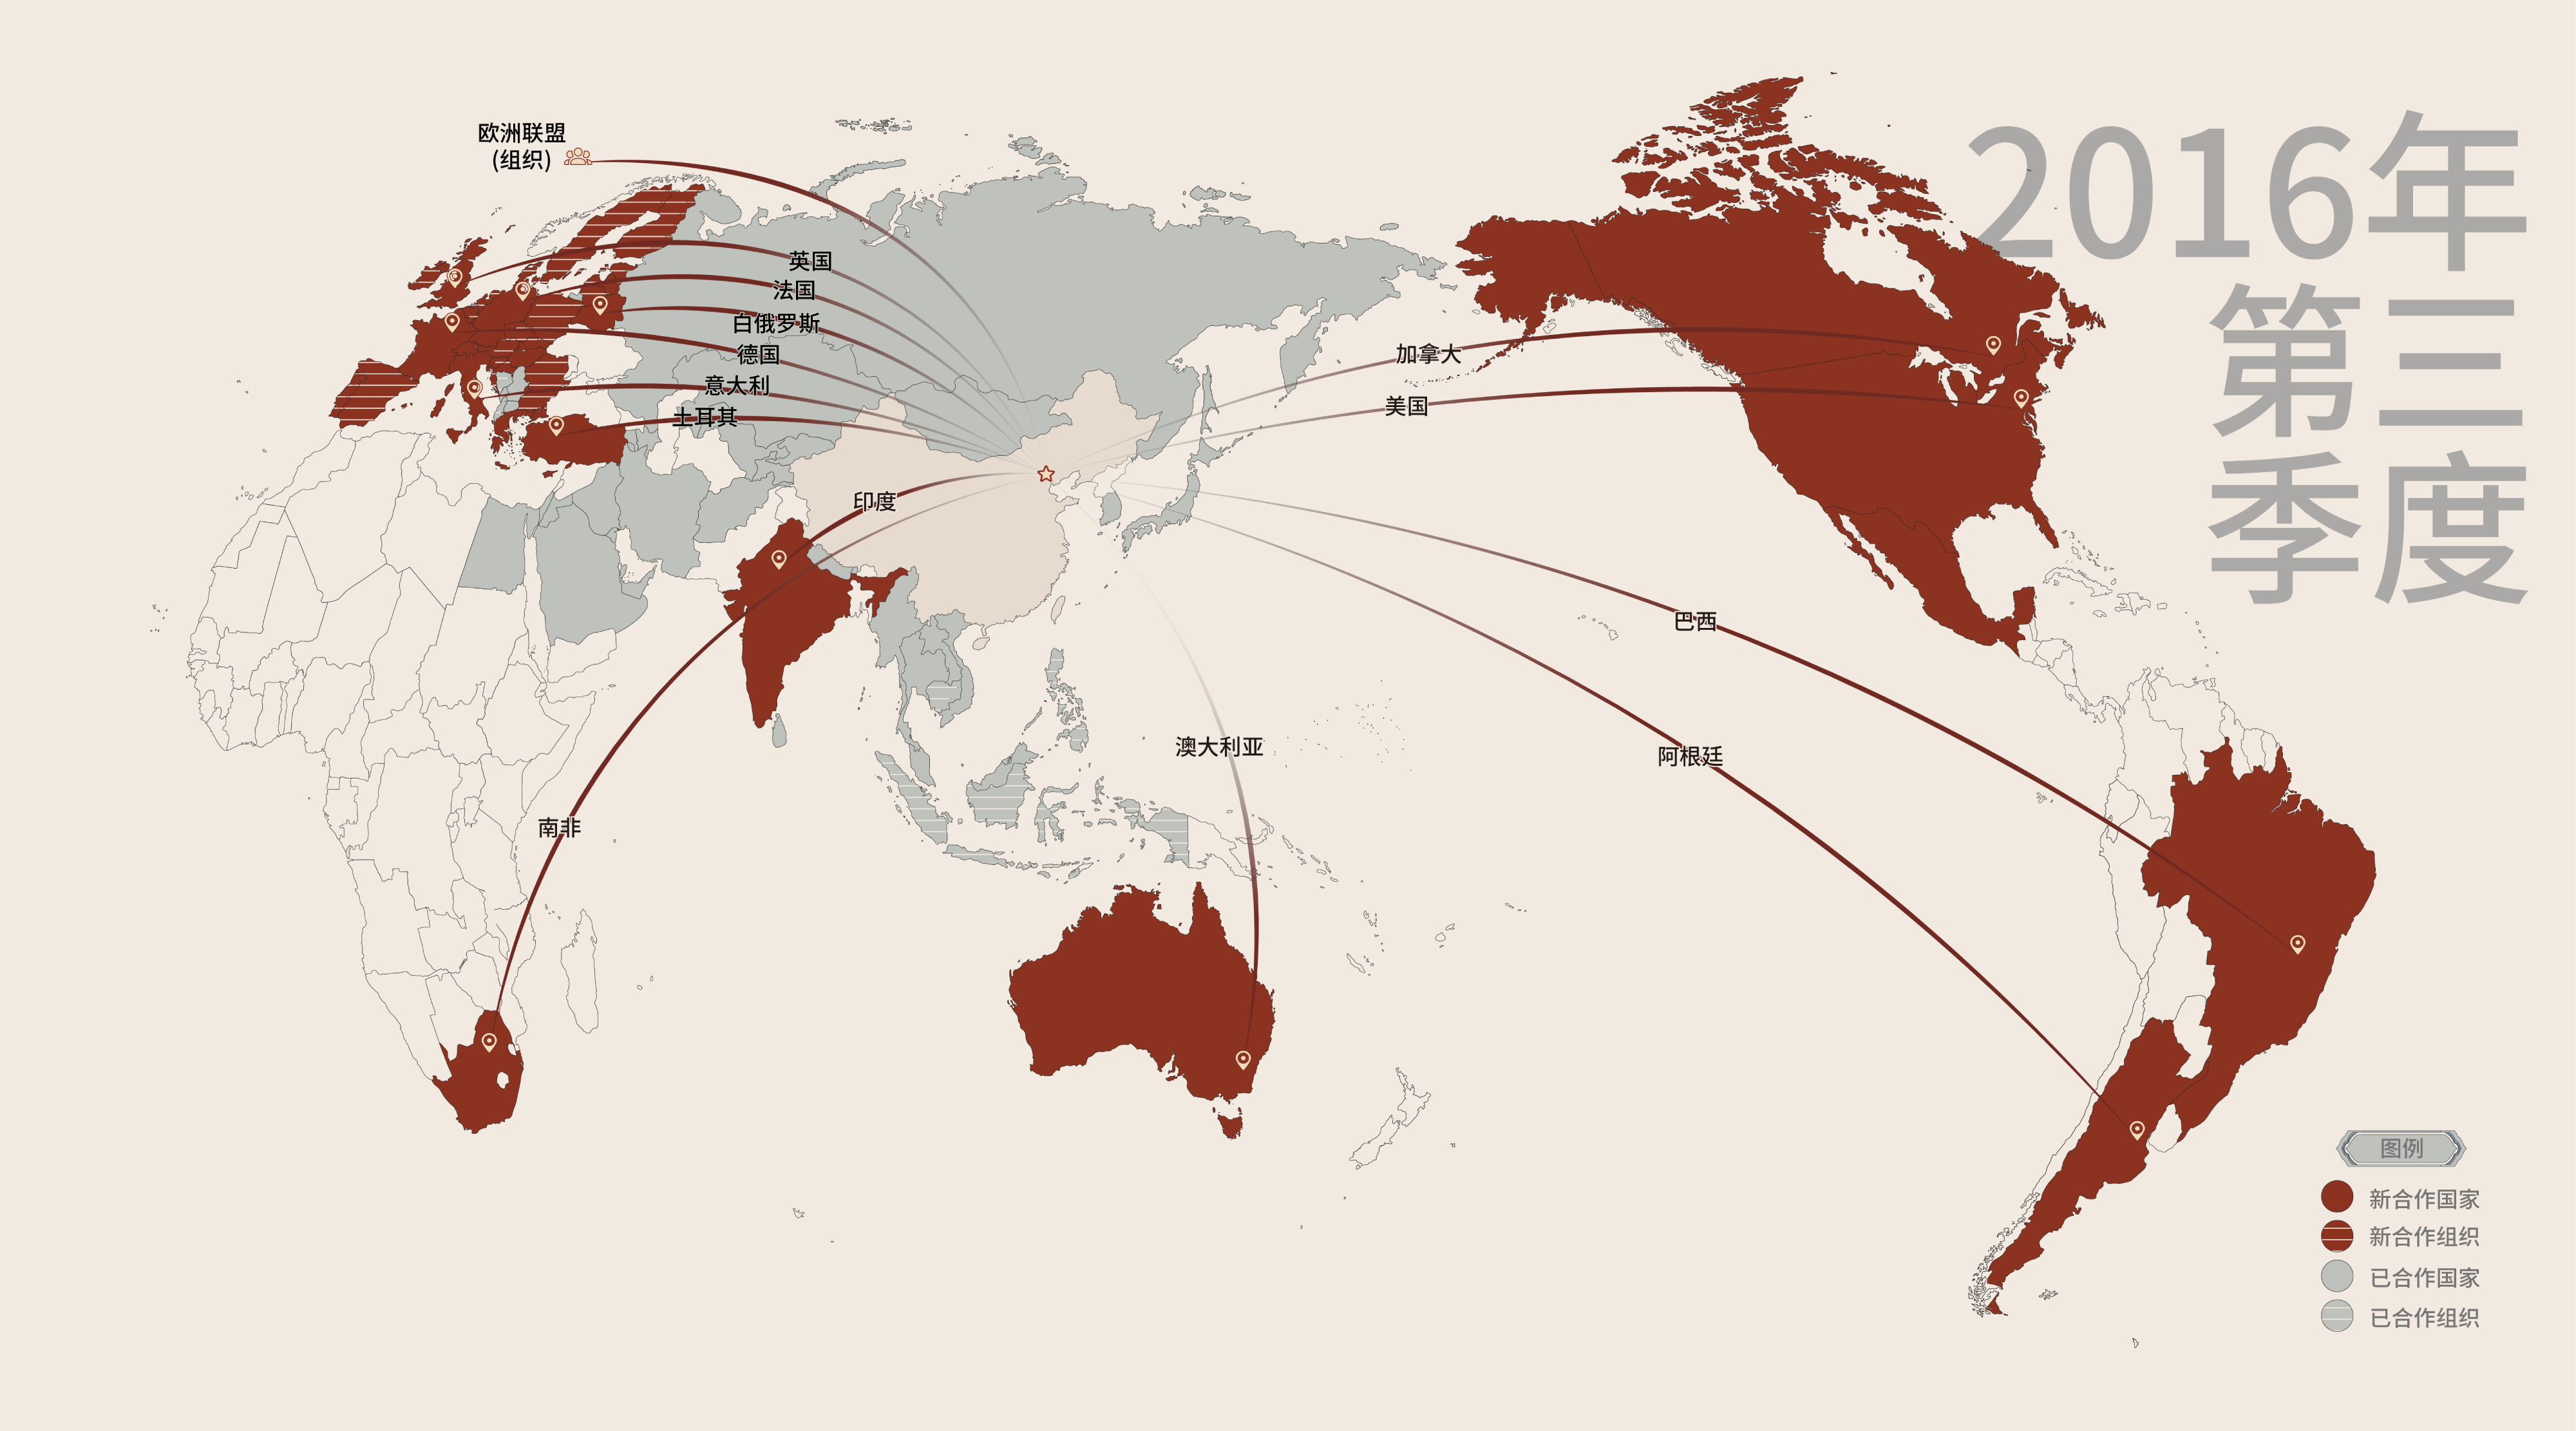 2016年
第三
季度
欧洲联盟
(组织)
英国
法国
白俄罗斯
德国
意大利
土耳其
印度
加拿大
美国
巴西
澳大利亚
阿根廷
南非
图例
新合作国家
新合作组织
已合作国家
已合作组织